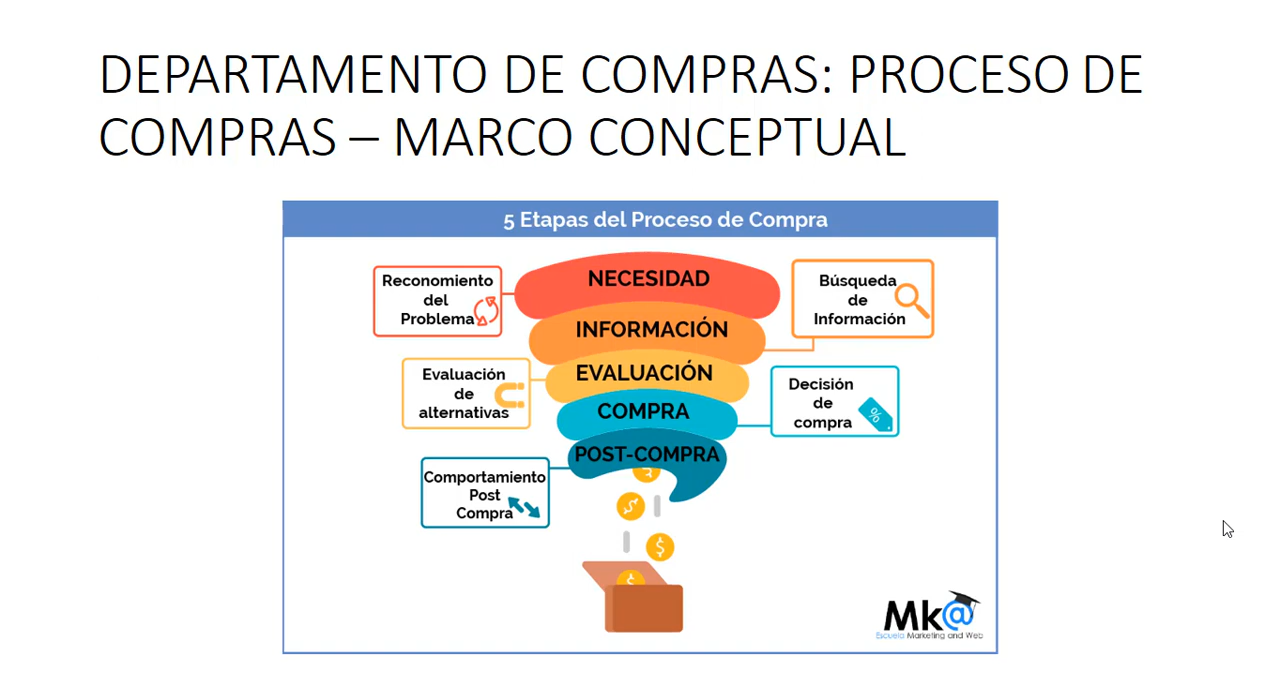 DEPARTAMENTO DE COMPRAS: PROCESO DE
COMPRAS – MARCO CONCEPTUAL
5 Etapas del Proceso de Compra
NECESIDAD
Reconomiento
del
Problema
Búsqueda
de
Información
INFORMACIÓN
EVALUACIÓN
Evaluación
de
alternativas
COMPRA
Decisión
de
compra
%
POST-COMPRA
Comportamiento
Post
Compra
$
$
$
$
Mk@
Escuela Marketing and Web